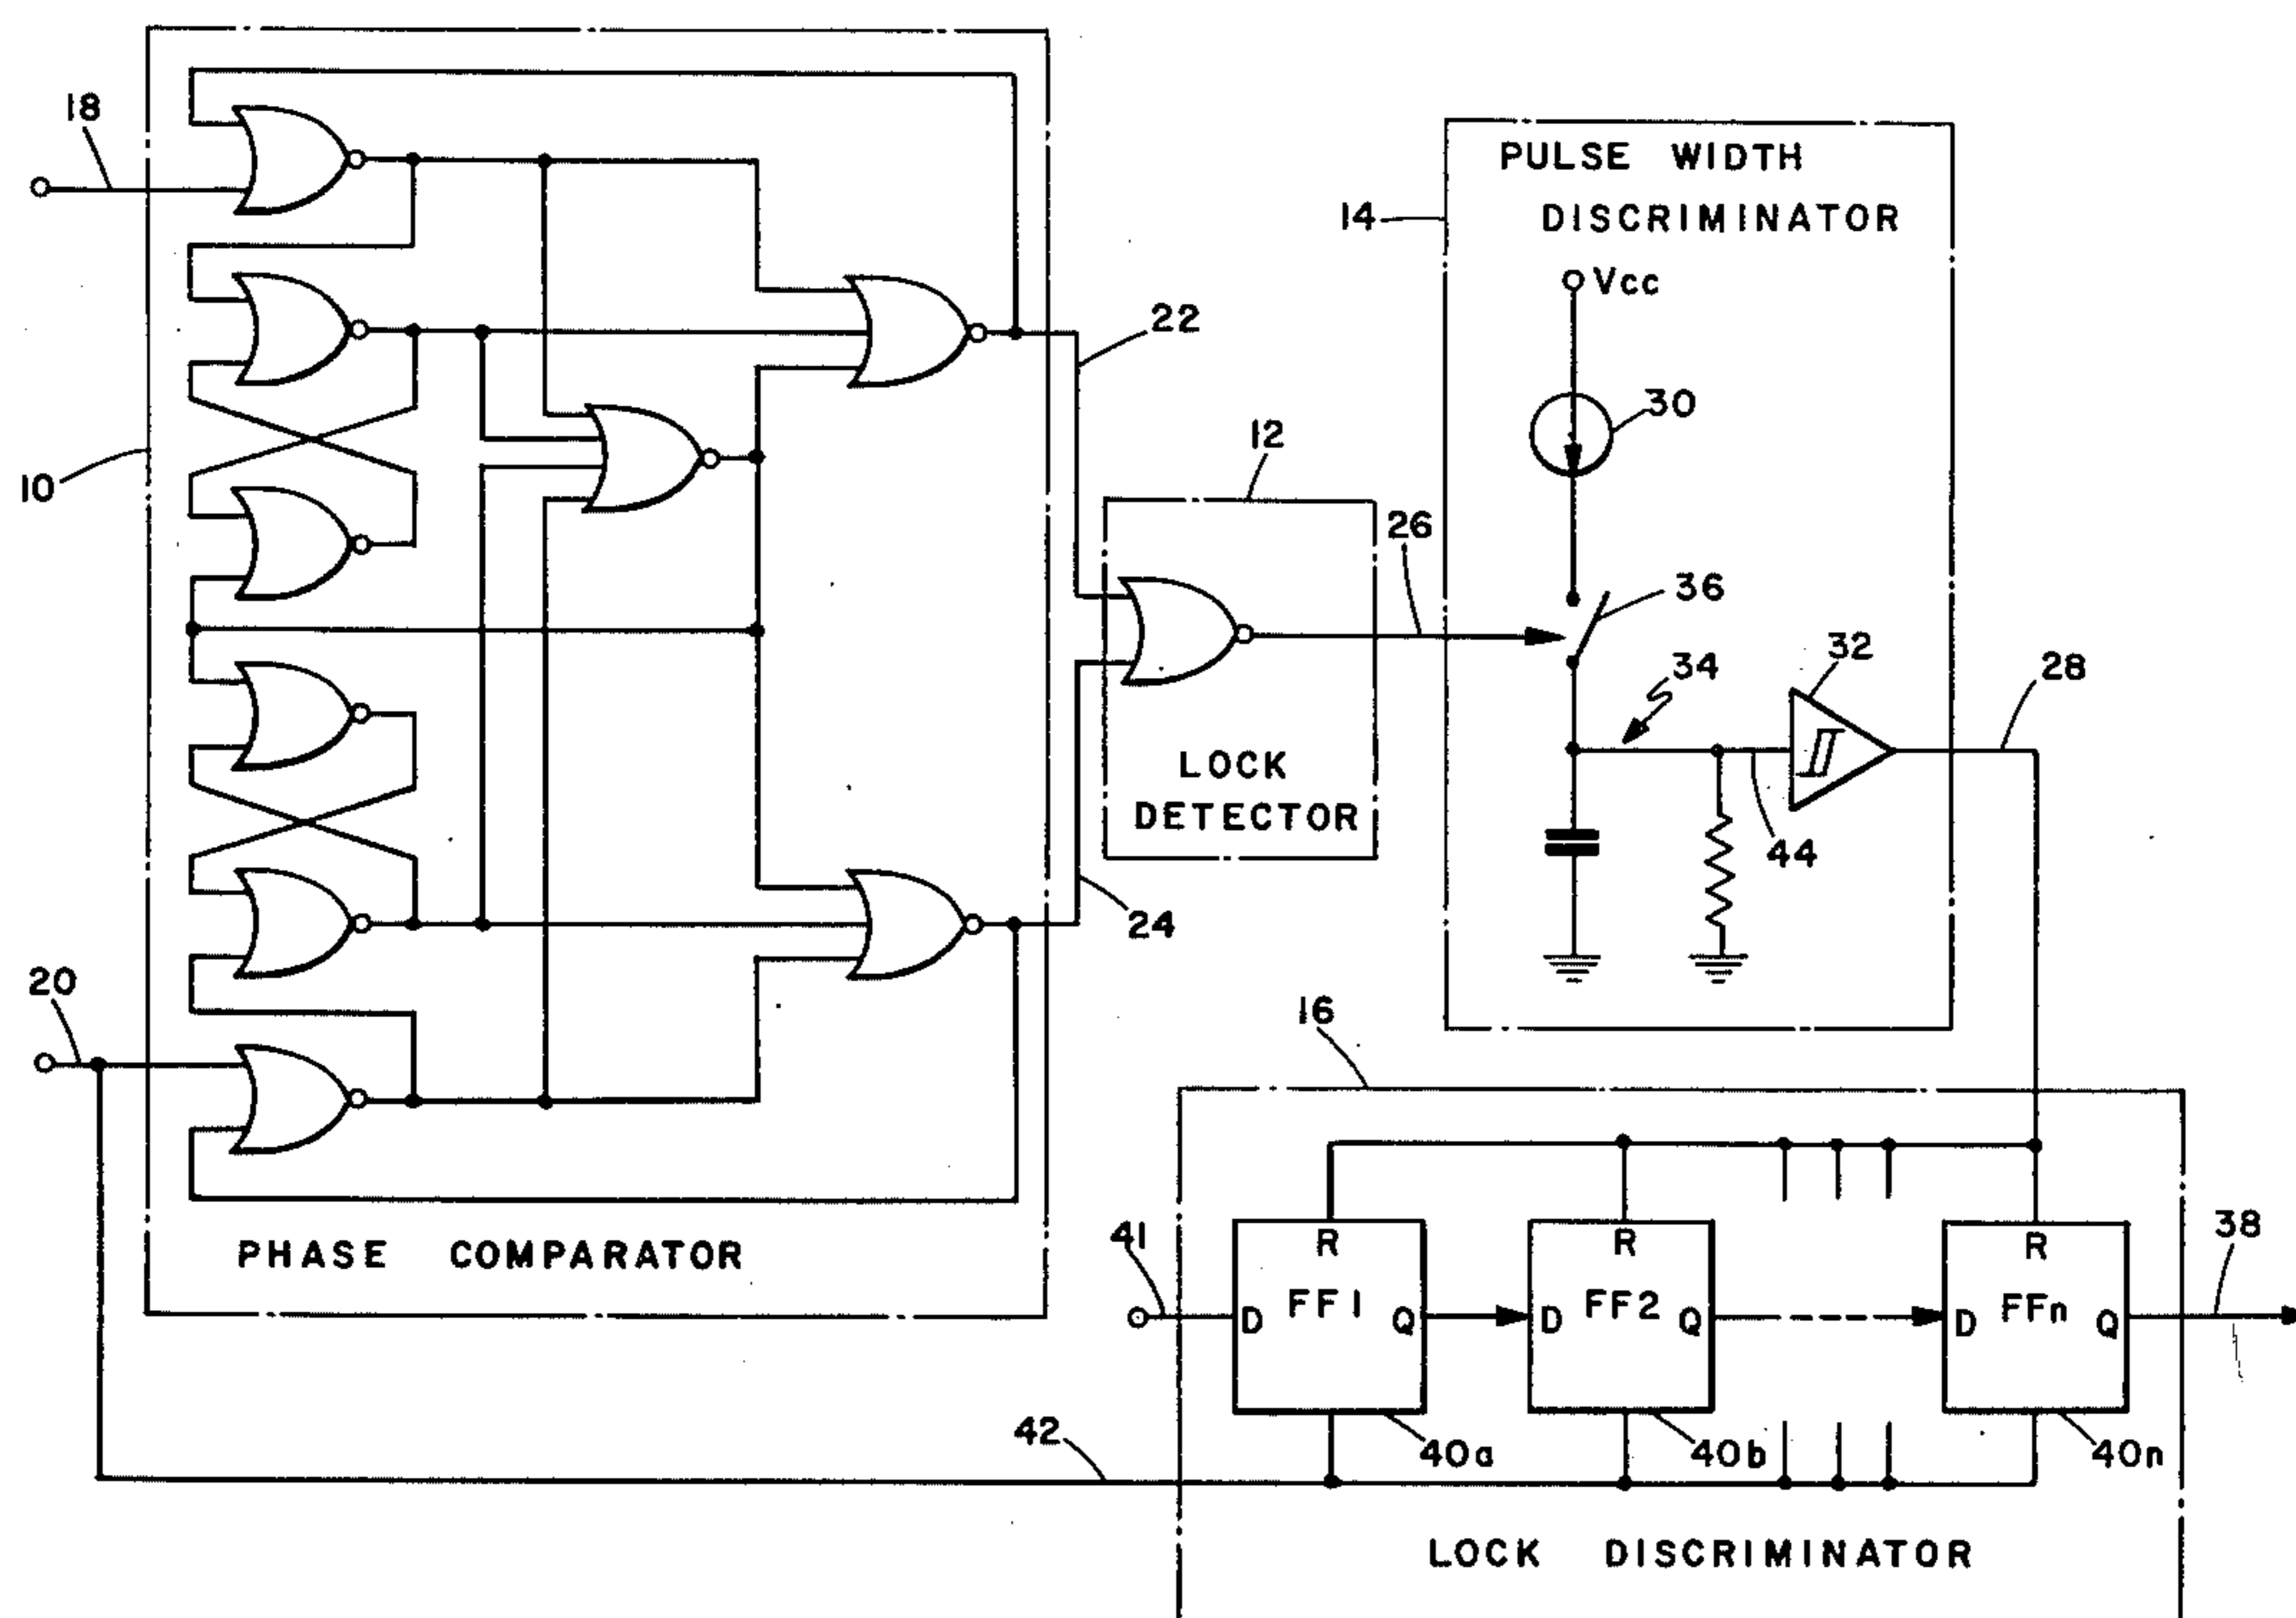 18
10
20
PHASE COMPARATOR
22
24
12
LOCK
DETECTOR
26
14
PULSE WIDTH
DISCRIMINATOR
Vcc
30
36
34
32
44
28
16
41
R
D FF1 Q
40a
R
D FF2 Q
40b
R
D FFn Q
40n
38
42
LOCK DISCRIMINATOR